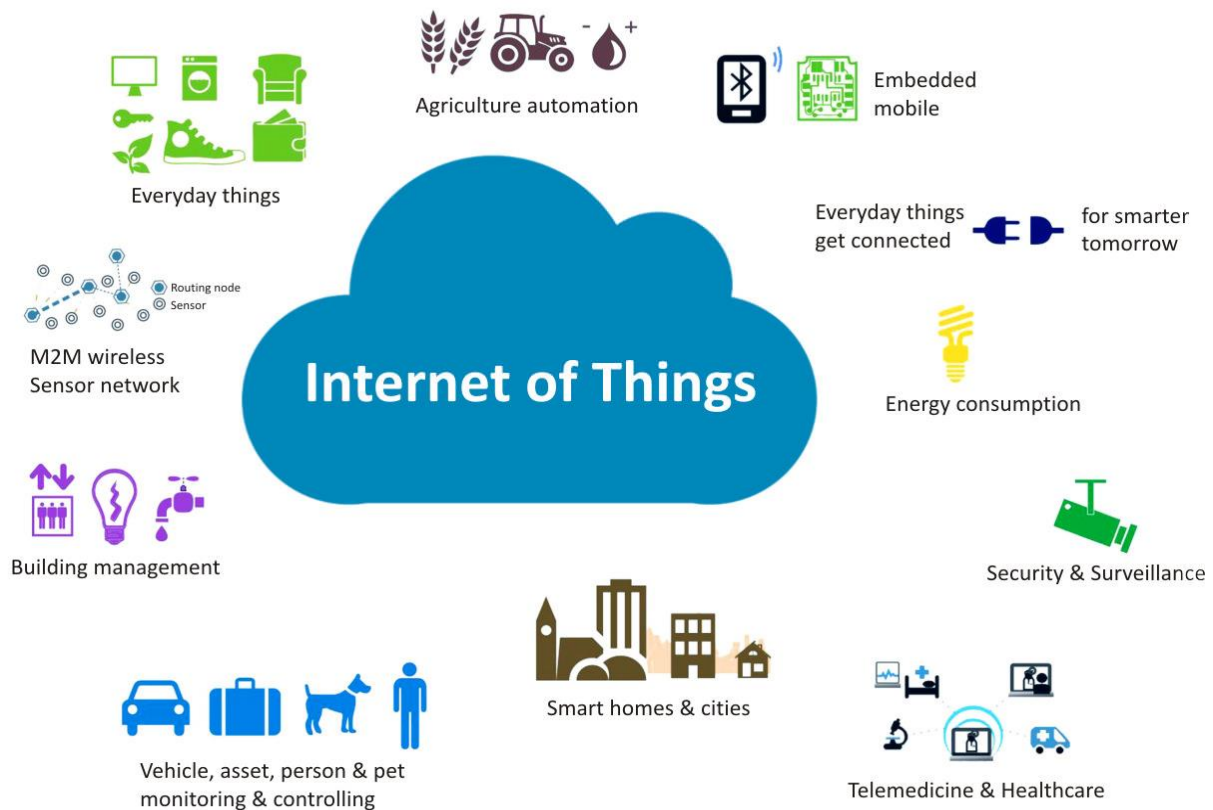 Agriculture automation
Embedded
mobile
Everyday things
Everyday things
get connected
for smarter
tomorrow
Routing node
Sensor
M2M wireless
Sensor network
Internet of Things
Energy consumption
Building management
Security & Surveillance
Smart homes & cities
Vehicle, asset, person & pet
monitoring & controlling
Telemedicine & Healthcare